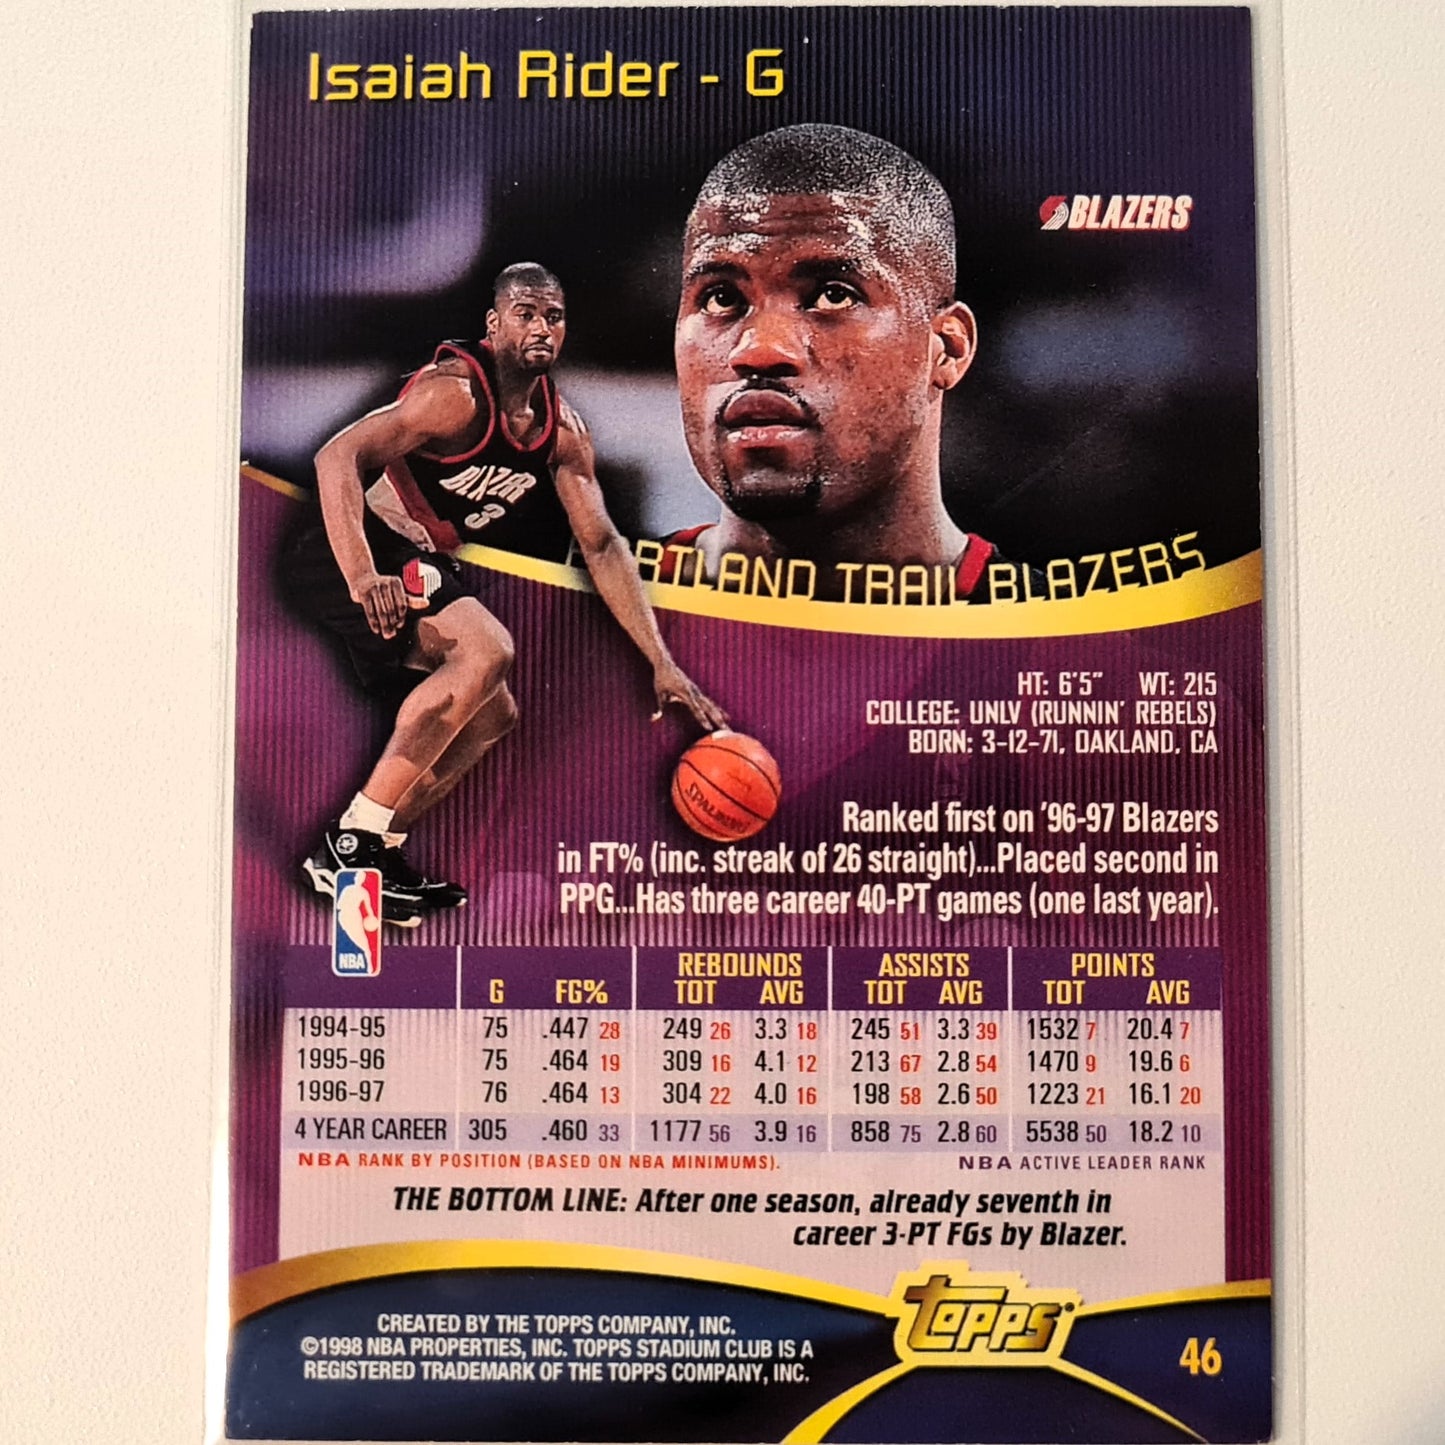 Isaiah Rider - G
BLAZERS
BLAZER
3
PORTLAND TRAIL BLAZERS
HT: 6'5" WT: 215
COLLEGE: UNLV (RUNNIN' REBELS)
BORN: 3-12-71, OAKLAND, CA
SPALDING
Ranked first on '96-97 Blazers
in FT% (inc. streak of 26 straight)...Placed second in
PPG...Has three career 40-PT games (one last year).
NBA
REBOUNDS ASSISTS POINTS
G FG% TOT AVG TOT AVG TOT AVG
1994-95 75 .447 28 249 26 3.3 18 245 51 3.3 39 1532 7 20.4 7
1995-96 75 .464 19 309 16 4.1 12 213 67 2.8 54 1470 9 19.6 6
1996-97 76 .464 13 304 22 4.0 16 198 58 2.6 50 1223 21 16.1 20
4 YEAR CAREER 305 .460 33 1177 56 3.9 16 858 75 2.8 60 5538 50 18.2 10
NBA RANK BY POSITION (BASED ON NBA MINIMUMS). NBA ACTIVE LEADER RANK
THE BOTTOM LINE: After one season, already seventh in
career 3-PT FGs by Blazer.
CREATED BY THE TOPPS COMPANY, INC.
©1998 NBA PROPERTIES, INC. TOPPS STADIUM CLUB IS A
REGISTERED TRADEMARK OF THE TOPPS COMPANY, INC.
topps®
46